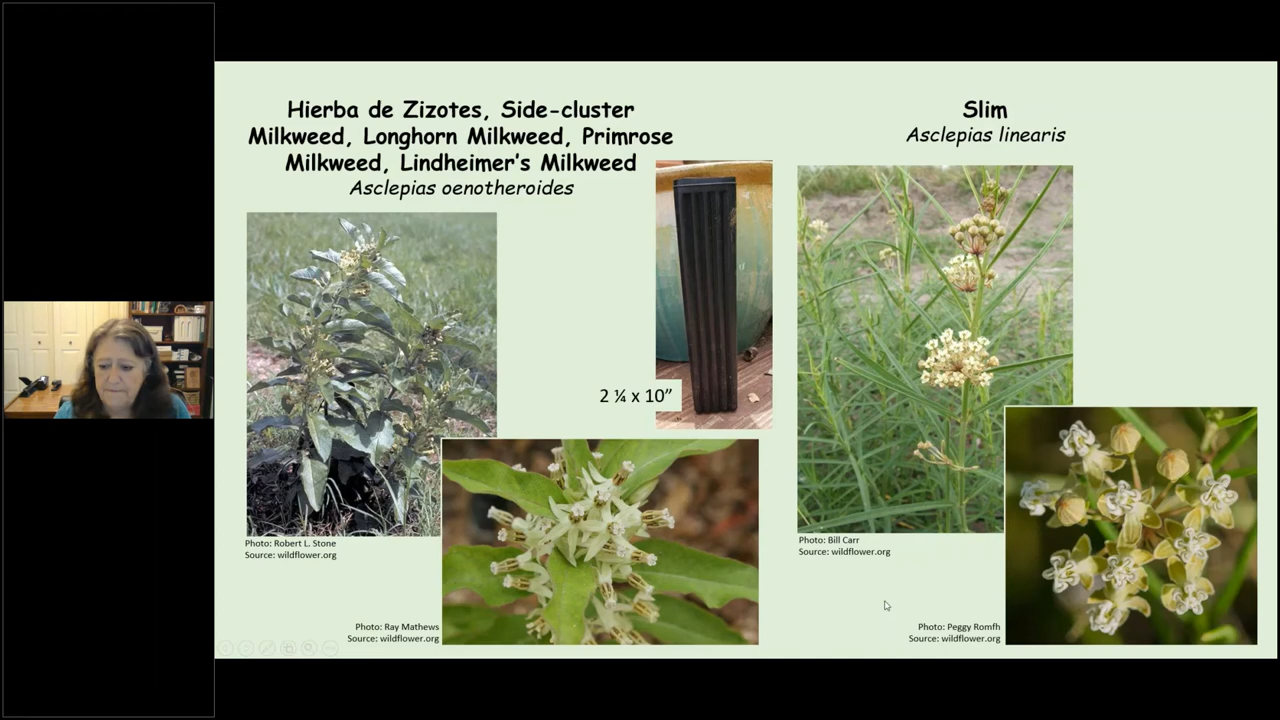 Hierba de Zizotes, Side-cluster
Milkweed, Longhorn Milkweed, Primrose
Milkweed, Lindheimer's Milkweed
Asclepias oenotheroides
2 ¼ x 10”
Photo: Robert L. Stone
Source: wildflower.org
Photo: Ray Mathews
Source: wildflower.org
Slim
Asclepias linearis
Photo: Bill Carr
Source: wildflower.org
Photo: Peggy Romfh
Source: wildflower.org